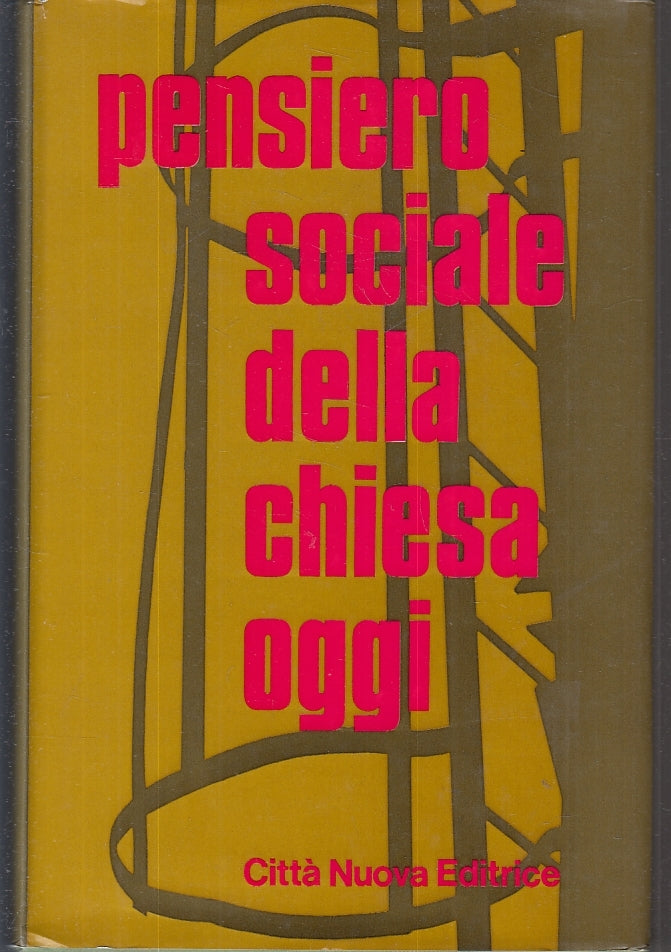 pensiero
sociale
della
chiesa
oggi
Città Nuova Editrice